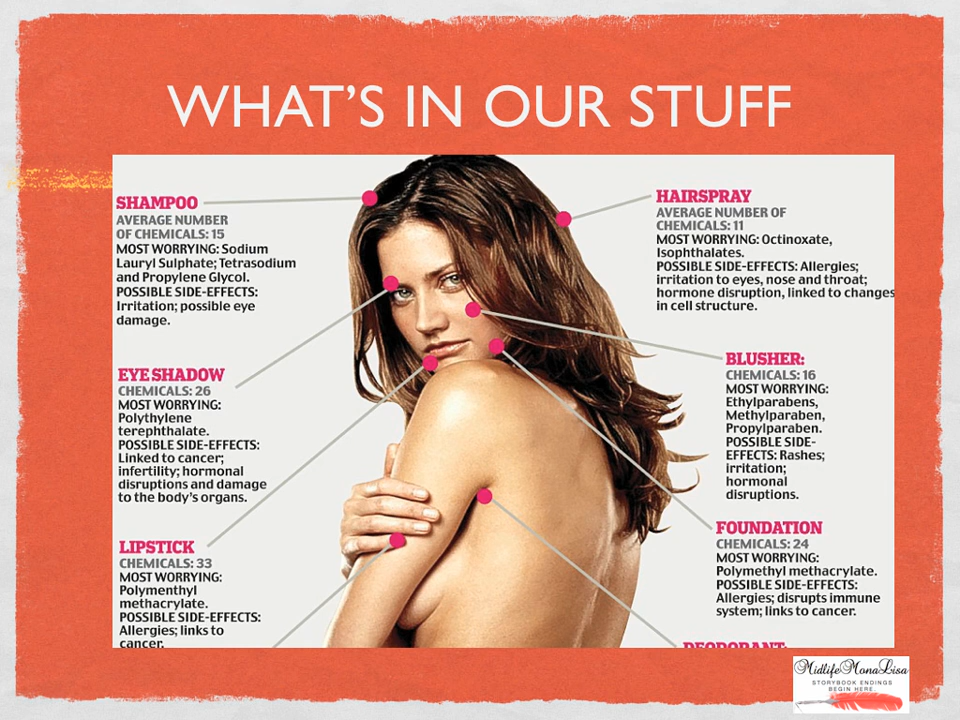 WHAT'S IN OUR STUFF
SHAMPOO
AVERAGE NUMBER
OF CHEMICALS: 15
MOST WORRYING: Sodium
Lauryl Sulphate; Tetrasodium
and Propylene Glycol.
POSSIBLE SIDE-EFFECTS:
Irritation; possible eye
damage.
EYE SHADOW
CHEMICALS: 26
MOST WORRYING:
Polythylene
terephthalate.
POSSIBLE SIDE-EFFECTS:
Linked to cancer;
infertility; hormonal
disruptions and damage
to the body's organs.
LIPSTICK
CHEMICALS: 33
MOST WORRYING:
Polymenthyl
methacrylate.
POSSIBLE SIDE-EFFECTS:
Allergies; links to
cancer.
HAIRSPRAY
AVERAGE NUMBER OF
CHEMICALS: 11
MOST WORRYING: Octinoxate,
Isophthalates.
POSSIBLE SIDE-EFFECTS: Allergies;
irritation to eyes, nose and throat;
hormone disruption, linked to changes
in cell structure.
BLUSHER:
CHEMICALS: 16
MOST WORRYING:
Ethylparabens,
Methylparaben,
Propylparaben.
POSSIBLE SIDE-
EFFECTS: Rashes;
irritation;
hormonal
disruptions.
FOUNDATION
CHEMICALS: 24
MOST WORRYING:
Polymethyl methacrylate.
POSSIBLE SIDE-EFFECTS:
Allergies; disrupts immune
system; links to cancer.
DEODORANT:
MidlifeMonaLisa
STORYBOOK ENDINGS
BEGIN HERE.